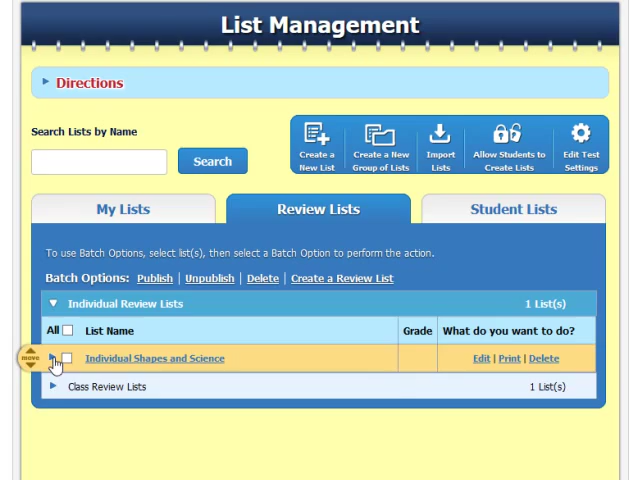 List Management
Directions
Search Lists by Name
Search
Create a New List
Create a New Group of Lists
Import Lists
Allow Students to Create Lists
Edit Test Settings
My Lists
Review Lists
Student Lists
To use Batch Options, select list(s), then select a Batch Option to perform the action.
Batch Options: Publish | Unpublish | Delete | Create a Review List
Individual Review Lists 1 List(s)
All List Name Grade What do you want to do?
move Individual Shapes and Science Edit | Print | Delete
Class Review Lists 1 List(s)